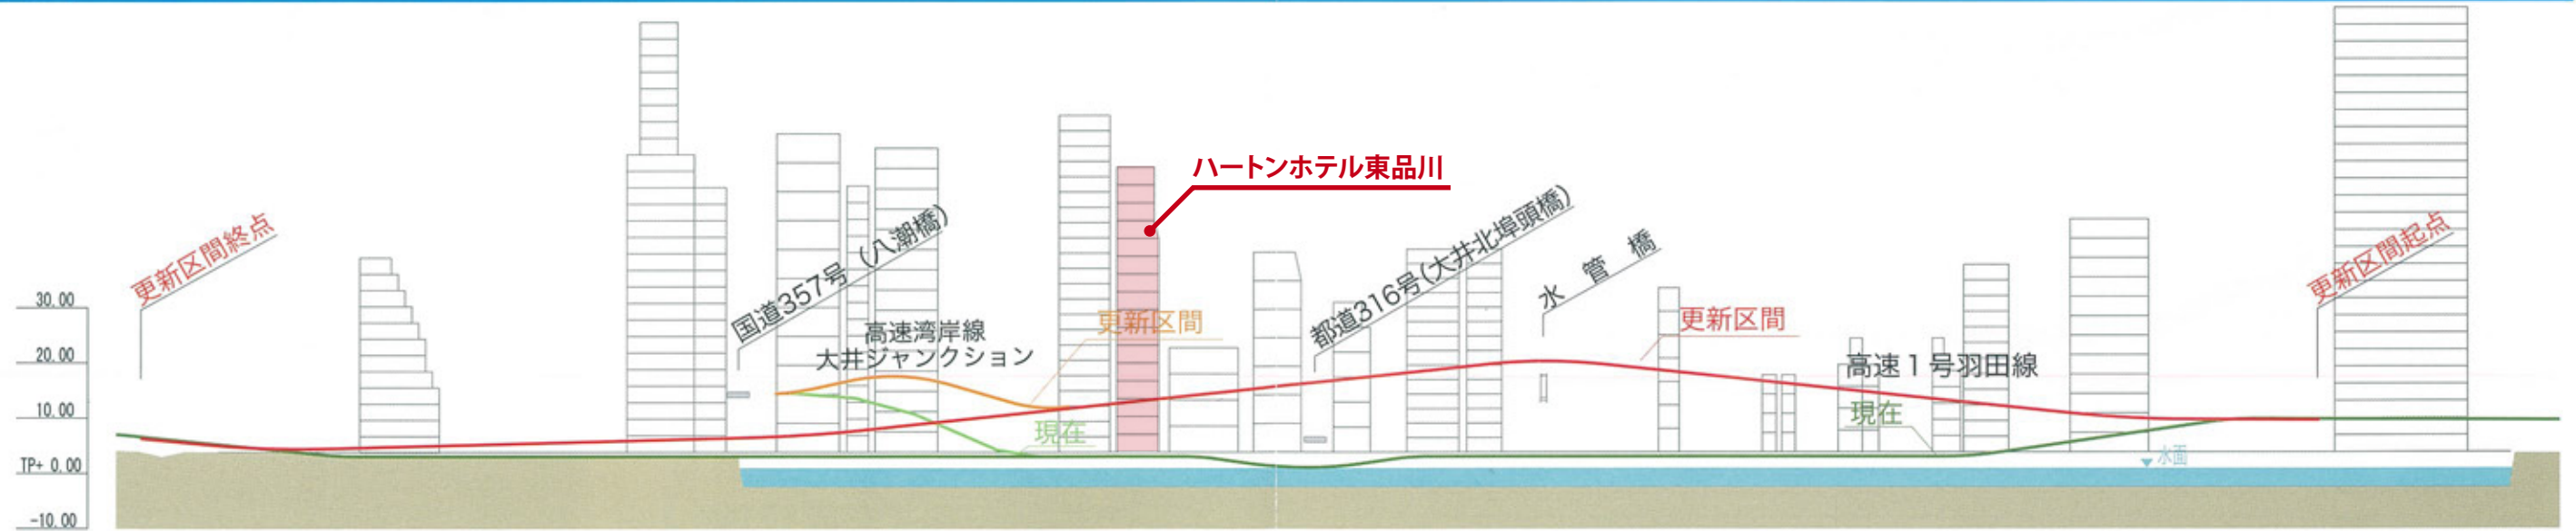 ハートンホテル東品川
更新区間終点
国道357号（八潮橋）
高速湾岸線
大井ジャンクション
更新区間
現在
都道316号(大井北埠頭橋)
水管橋
更新区間
高速１号羽田線
現在
更新区間起点
水面
30.00
20.00
10.00
TP+ 0.00
-10.00